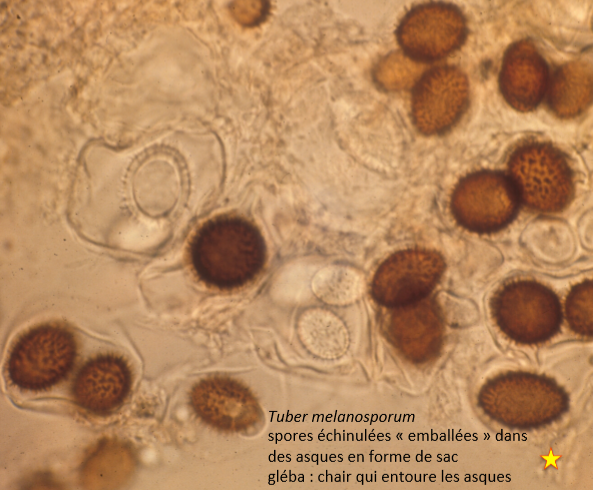 Tuber melanosporum
spores échinulées « emballées » dans
des asques en forme de sac
gléba : chair qui entoure les asques